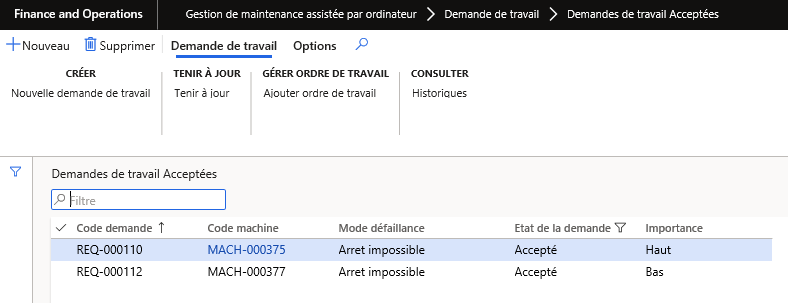 Finance and Operations Gestion de maintenance assistée par ordinateur Demande de travail Demandes de travail Acceptées
Nouveau Supprimer Demande de travail Options
CRÉER TENIR À JOUR GÉRER ORDRE DE TRAVAIL CONSULTER
Nouvelle demande de travail Tenir à jour Ajouter ordre de travail Historiques
Demandes de travail Acceptées
Filtre
Code demande Code machine Mode défaillance Etat de la demande Importance
REQ-000110 MACH-000375 Arret impossible Accepté Haut
REQ-000112 MACH-000377 Arret impossible Accepté Bas